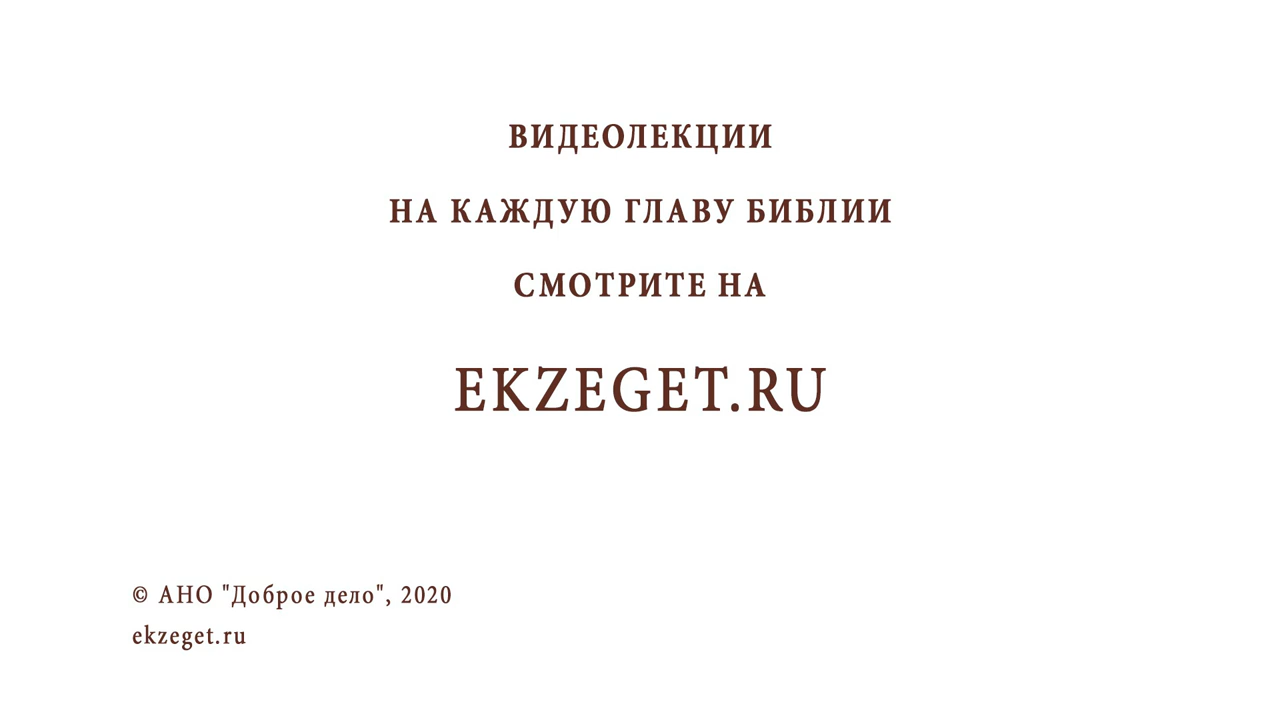 ВИДЕОЛЕКЦИИ
НА КАЖДУЮ ГЛАВУ БИБЛИИ
СМОТРИТЕ НА
EKZEGET.RU
© АНО "Доброе дело", 2020
ekzeget.ru